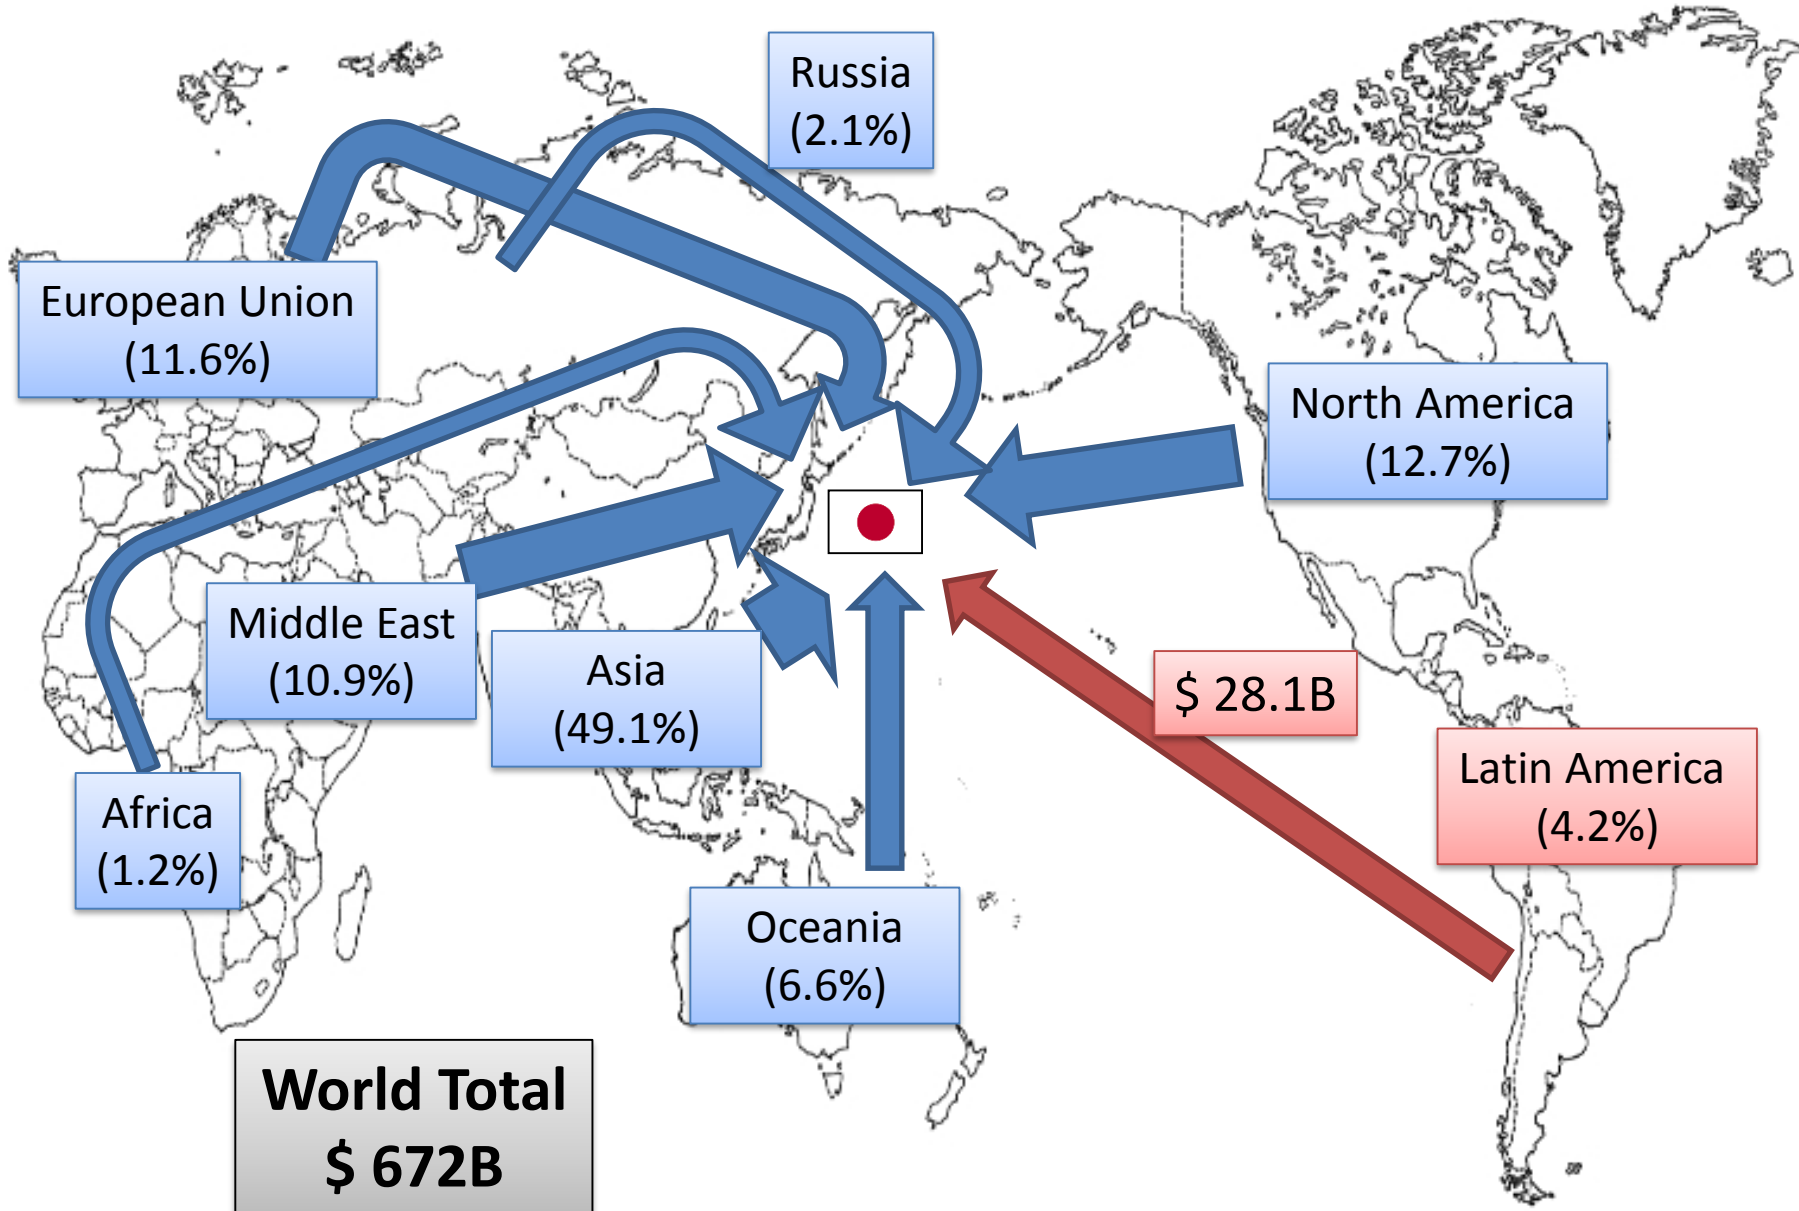 Russia
(2.1%)
European Union
(11.6%)
North America
(12.7%)
Middle East
(10.9%)
Asia
(49.1%)
$ 28.1B
Latin America
(4.2%)
Africa
(1.2%)
Oceania
(6.6%)
World Total
$ 672B